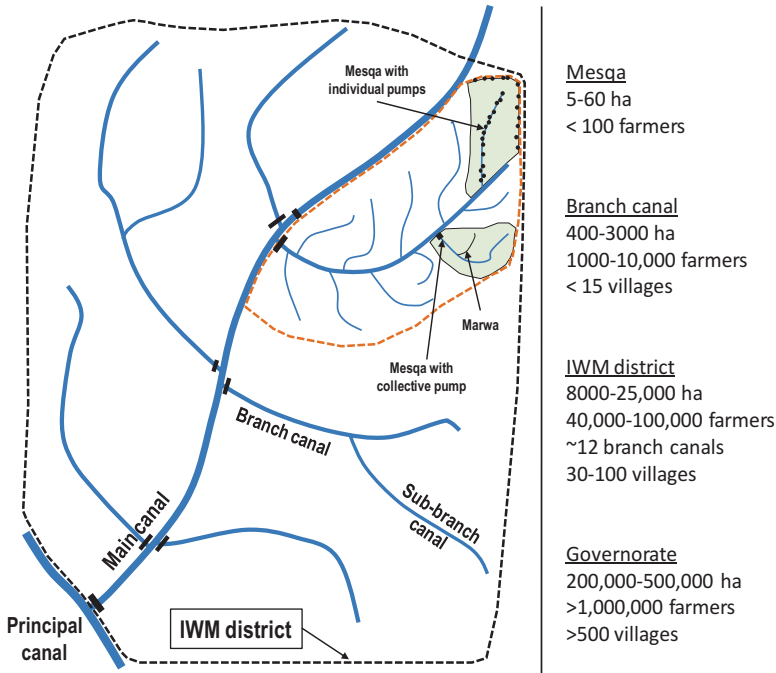 Mesqa with
individual pumps
Marwa
Mesqa with
collective pump
Branch canal
Sub-branch
canal
Main canal
Principal
canal
IWM district
Mesqa
5-60 ha
< 100 farmers
Branch canal
400-3000 ha
1000-10,000 farmers
< 15 villages
IWM district
8000-25,000 ha
40,000-100,000 farmers
~12 branch canals
30-100 villages
Governorate
200,000-500,000 ha
>1,000,000 farmers
>500 villages